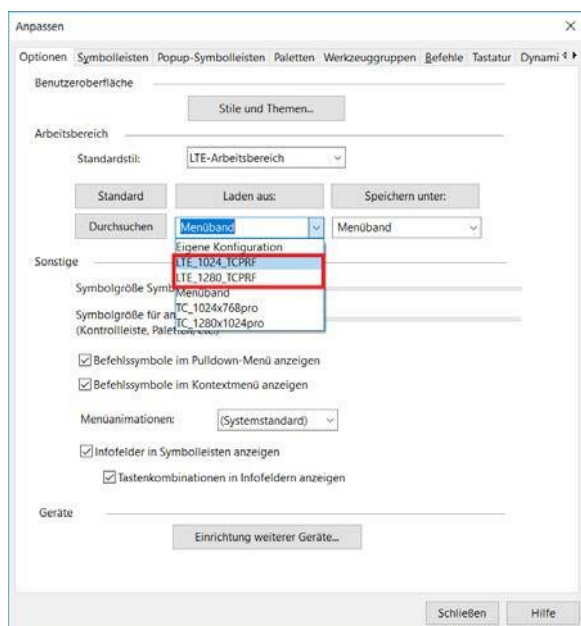 Anpassen
Optionen Symbolleisten Popup-Symbolleisten Paletten Werkzeuggruppen Befehle Tastatur Dynami
Benutzeroberfläche
Stile und Themen...
Arbeitsbereich
Standardstil: LTE-Arbeitsbereich
Standard Laden aus: Speichern unter:
Durchsuchen Menüband Menüband
Eigene Konfiguration
Sonstige LTE_1024_TCPRF
LTE_1280_TCPRF
Symbolgröße Symb Menüband
TC_1024x768pro
Symbolgröße für an TC_1280x1024pro
(Kontrollleiste, Paletten, etc.)
Befehlssymbole im Pulldown-Menü anzeigen
Befehlssymbole im Kontextmenü anzeigen
Menüanimationen: (Systemstandard)
Infofelder in Symbolleisten anzeigen
Tastenkombinationen in Infofeldern anzeigen
Geräte
Einrichtung weiterer Geräte...
Schließen Hilfe